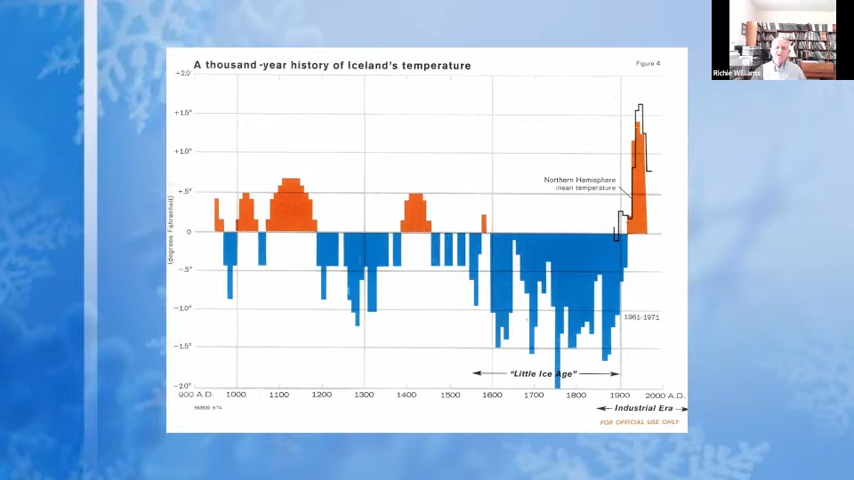 Richie Williams
A thousand-year history of Iceland's temperature
Figure 4
+2.0
+1.5°
+1.0°
+.5°
0
-.5°
-1.0°
-1.5°
-2.0°
(degrees Fahrenheit)
Northern Hemisphere
mean temperature
1961-1971
"Little Ice Age"
900 A.D. 1000 1100 1200 1300 1400 1500 1600 1700 1800 1900 2000 A.D.
Industrial Era
FOR OFFICIAL USE ONLY